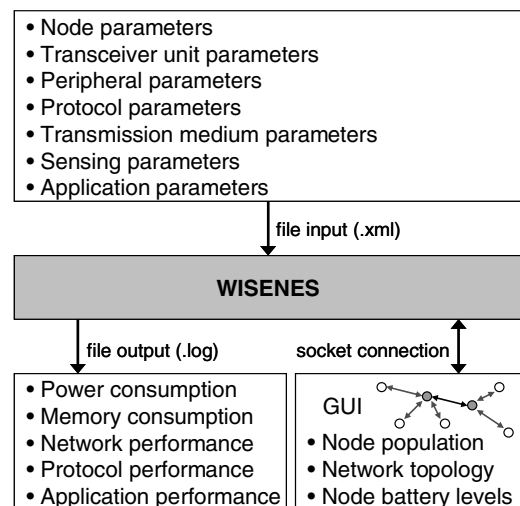 • Node parameters
• Transceiver unit parameters
• Peripheral parameters
• Protocol parameters
• Transmission medium parameters
• Sensing parameters
• Application parameters
file input (.xml)
WISENES
file output (.log)
socket connection
• Power consumption
• Memory consumption
• Network performance
• Protocol performance
• Application performance
GUI
• Node population
• Network topology
• Node battery levels